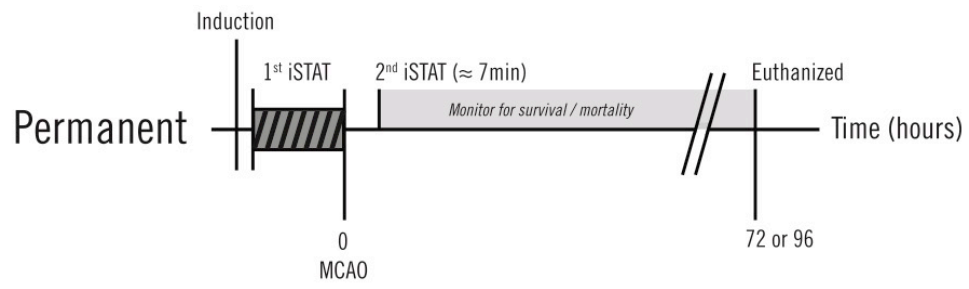 Induction
1st iSTAT
2nd iSTAT (≈ 7min)
Euthanized
Monitor for survival / mortality
Permanent
Time (hours)
0
MCAO
72 or 96